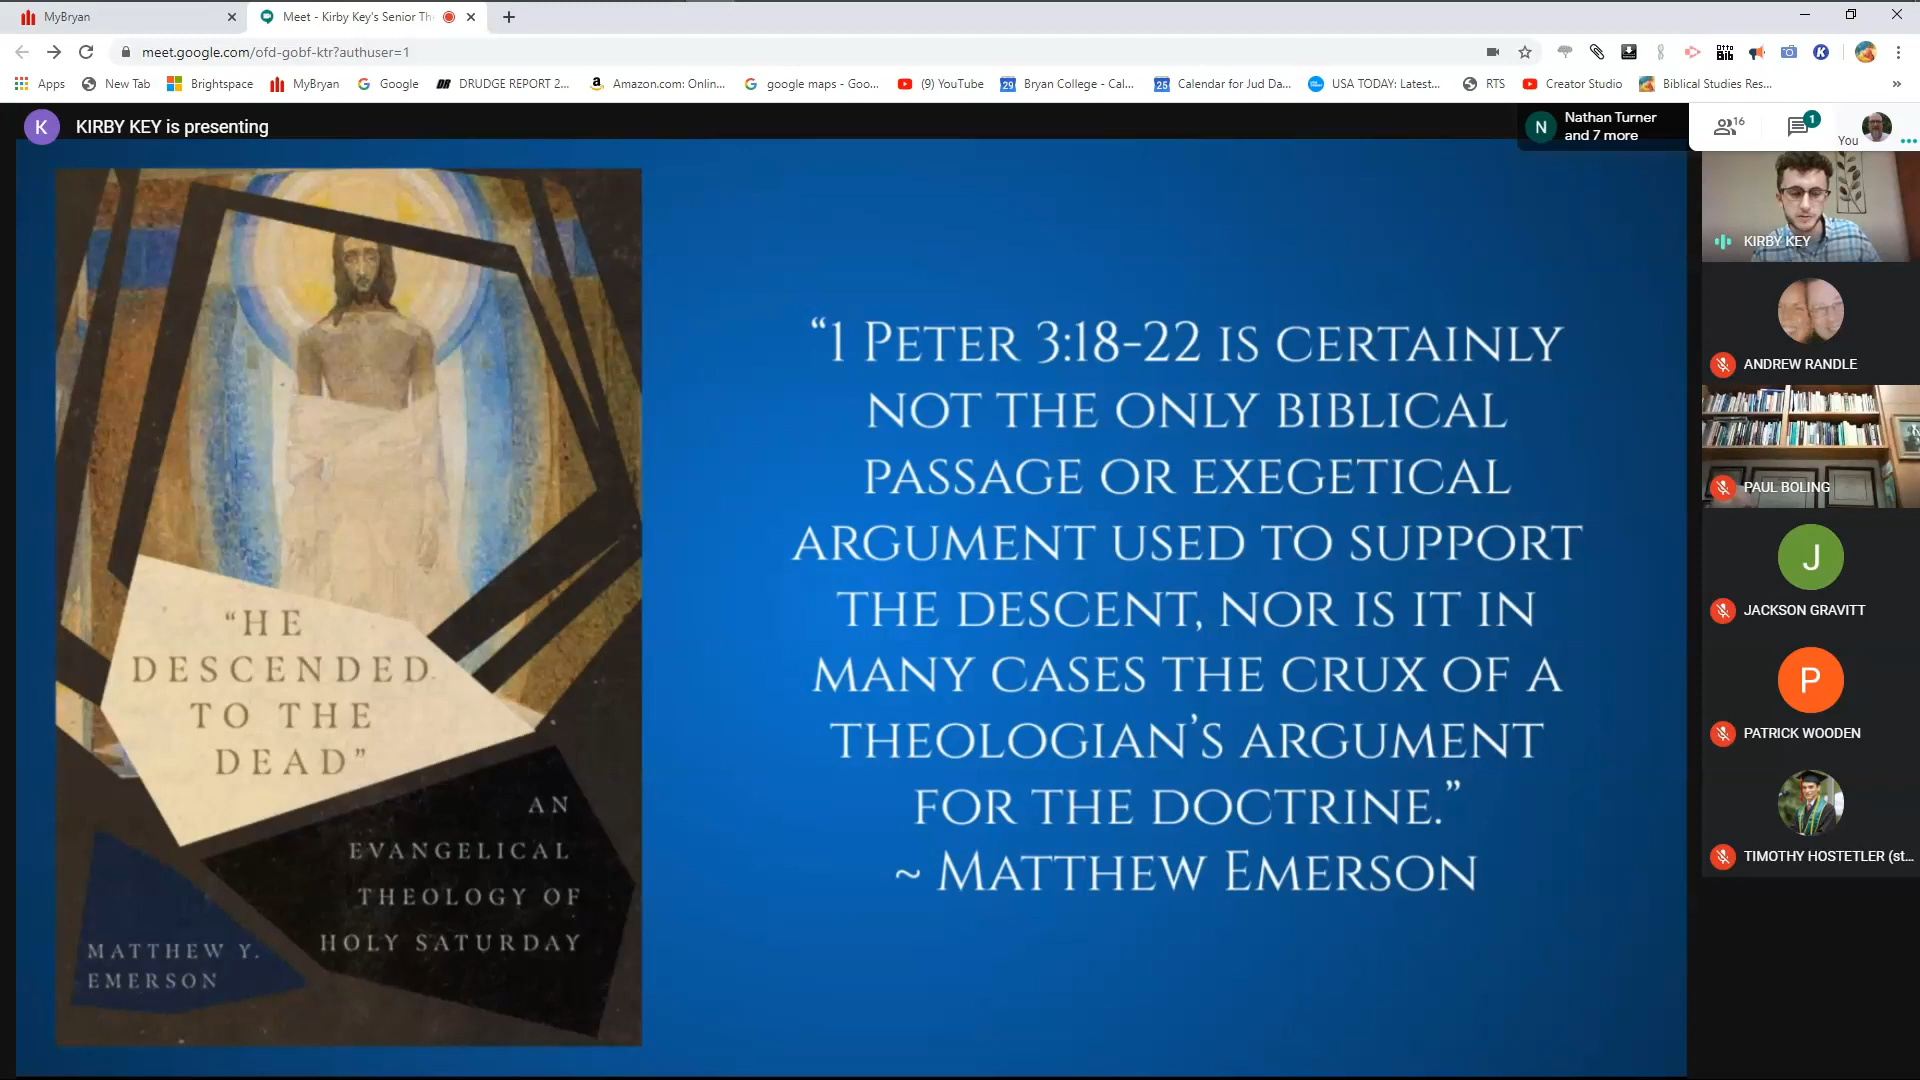 MyBryan
Meet - Kirby Key's Senior Th
meet.google.com/ofd-gobf-ktr?authuser=1
Apps
New Tab
Brightspace
MyBryan
Google
DRUDGE REPORT 2...
Amazon.com: Onlin...
google maps - Goo...
(9) YouTube
Bryan College - Cal...
Calendar for Jud Da...
USA TODAY: Latest...
RTS
Creator Studio
Biblical Studies Res...
K
KIRBY KEY is presenting
N
Nathan Turner
and 7 more
16
1
You
"HE
DESCENDED
TO THE
DEAD"
AN
EVANGELICAL
THEOLOGY OF
HOLY SATURDAY
MATTHEW Y.
EMERSON
“1 Peter 3:18-22 is certainly
not the only biblical
passage or exegetical
argument used to support
the descent, nor is it in
many cases the crux of a
theologian’s argument
for the doctrine.”
~ Matthew Emerson
KIRBY KEY
ANDREW RANDLE
PAUL BOLING
J
JACKSON GRAVITT
P
PATRICK WOODEN
TIMOTHY HOSTETLER (st...